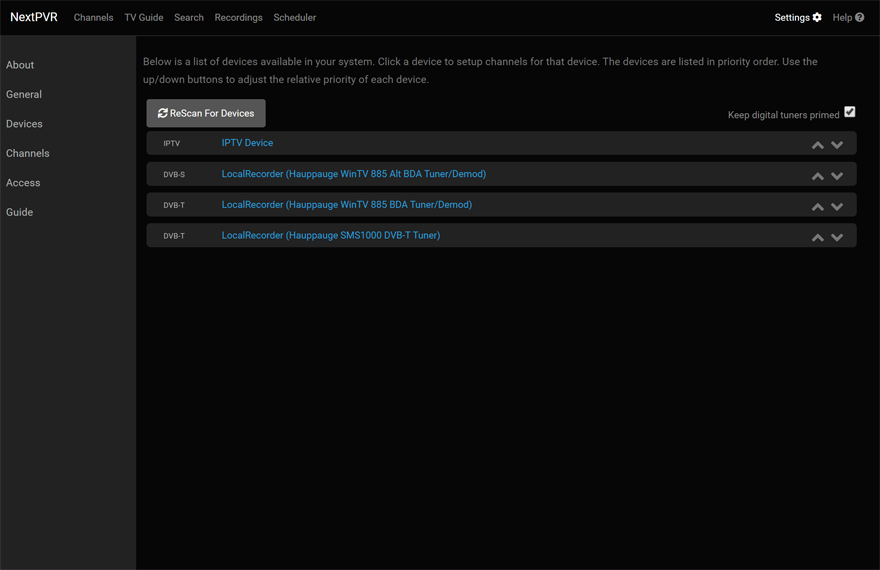 NextPVR Channels TV Guide Search Recordings Scheduler Settings Help
About
General
Devices
Channels
Access
Guide
Below is a list of devices available in your system. Click a device to setup channels for that device. The devices are listed in priority order. Use the
up/down buttons to adjust the relative priority of each device.
ReScan For Devices Keep digital tuners primed
IPTV IPTV Device
DVB-S LocalRecorder (Hauppauge WinTV 885 Alt BDA Tuner/Demod)
DVB-T LocalRecorder (Hauppauge WinTV 885 BDA Tuner/Demod)
DVB-T LocalRecorder (Hauppauge SMS1000 DVB-T Tuner)